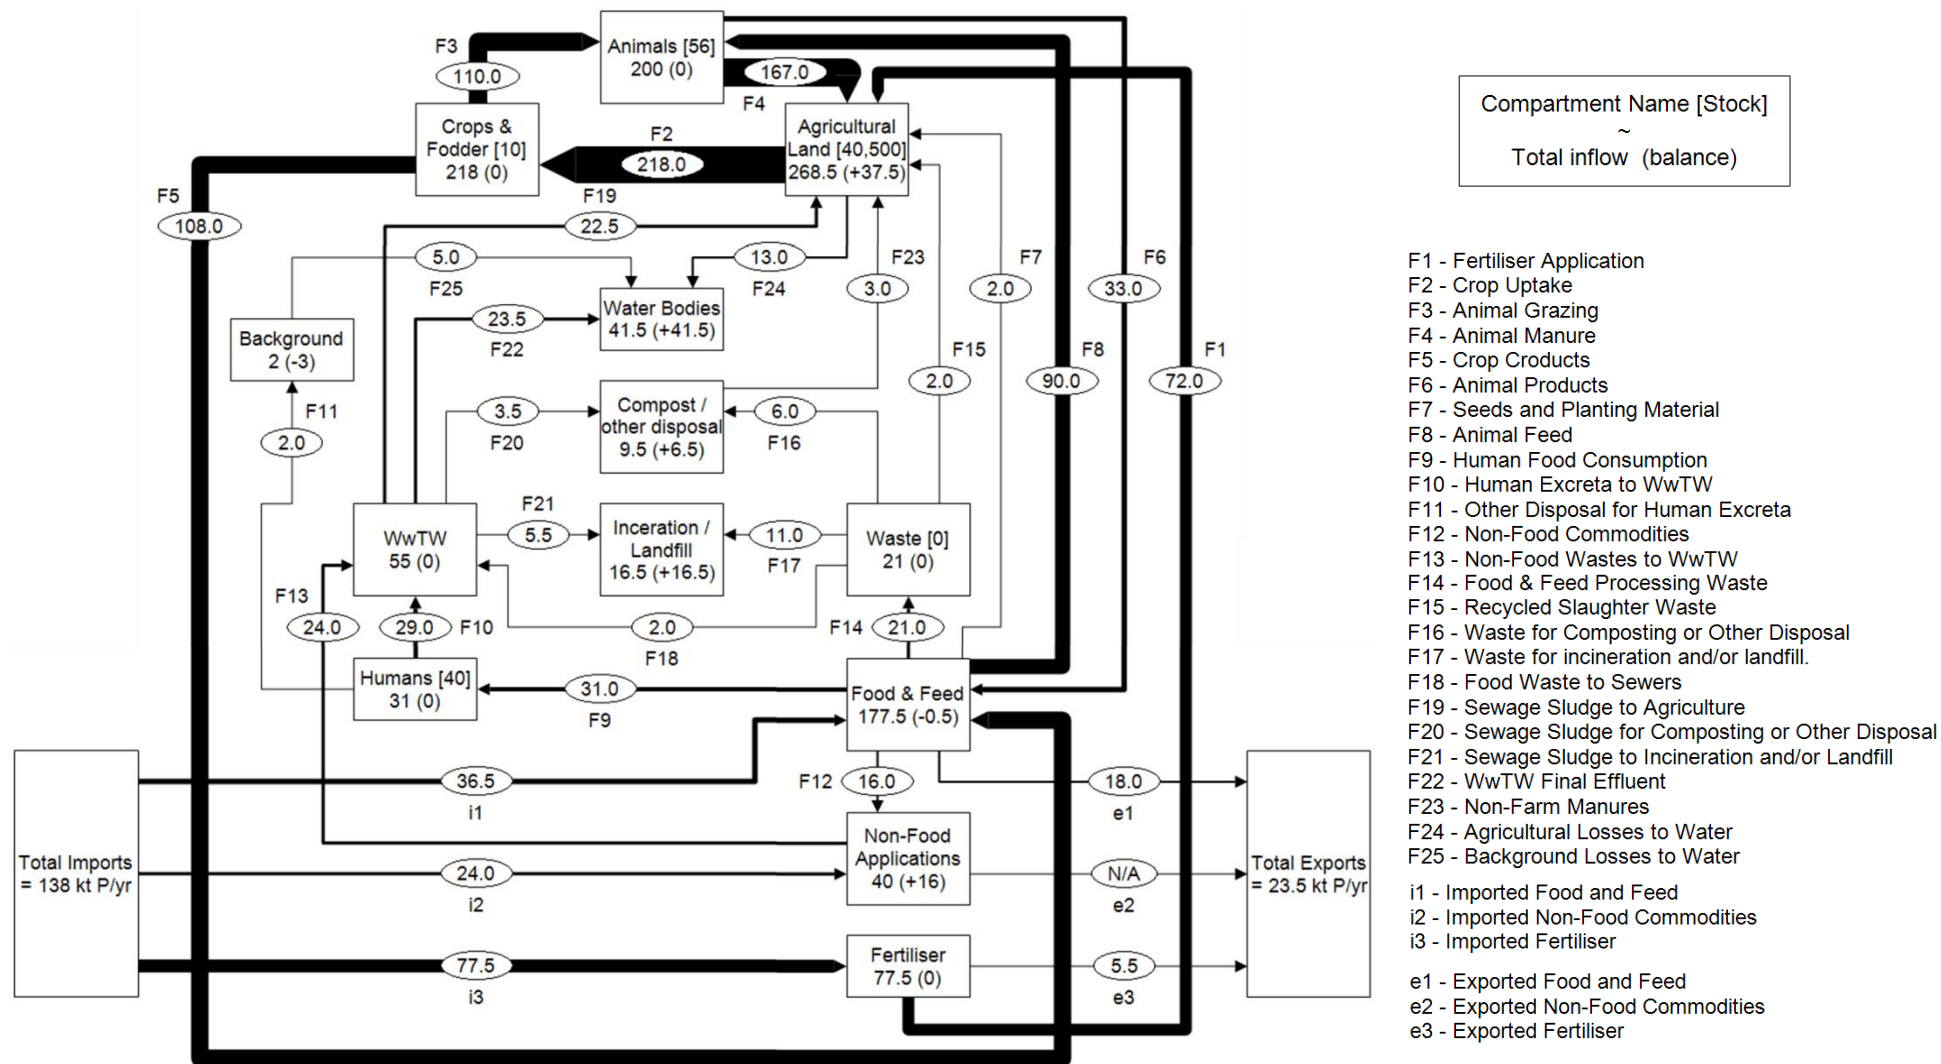 Animals [56]
200 (0)
F3
110.0
167.0
F4
Crops &
Fodder [10]
218 (0)
F2
218.0
Agricultural
Land [40,500]
268.5 (+37.5)
F5
108.0
F19
22.5
5.0
F25
13.0
F24
F23
3.0
F7
2.0
F6
33.0
Water Bodies
41.5 (+41.5)
23.5
F22
Background
2 (-3)
F11
2.0
F15
2.0
F8
90.0
F1
72.0
3.5
F20
Compost /
other disposal
9.5 (+6.5)
6.0
F16
F21
5.5
WwTW
55 (0)
Inceration /
Landfill
16.5 (+16.5)
11.0
F17
Waste [0]
21 (0)
F13
24.0
29.0
F10
2.0
F18
F14
21.0
Humans [40]
31 (0)
31.0
F9
Food & Feed
177.5 (-0.5)
36.5
i1
F12
16.0
18.0
e1
Total Imports
= 138 kt P/yr
24.0
i2
Non-Food
Applications
40 (+16)
N/A
e2
Total Exports
= 23.5 kt P/yr
77.5
i3
Fertiliser
77.5 (0)
5.5
e3
Compartment Name [Stock]
~
Total inflow (balance)
F1 - Fertiliser Application
F2 - Crop Uptake
F3 - Animal Grazing
F4 - Animal Manure
F5 - Crop Croducts
F6 - Animal Products
F7 - Seeds and Planting Material
F8 - Animal Feed
F9 - Human Food Consumption
F10 - Human Excreta to WwTW
F11 - Other Disposal for Human Excreta
F12 - Non-Food Commodities
F13 - Non-Food Wastes to WwTW
F14 - Food & Feed Processing Waste
F15 - Recycled Slaughter Waste
F16 - Waste for Composting or Other Disposal
F17 - Waste for incineration and/or landfill.
F18 - Food Waste to Sewers
F19 - Sewage Sludge to Agriculture
F20 - Sewage Sludge for Composting or Other Disposal
F21 - Sewage Sludge to Incineration and/or Landfill
F22 - WwTW Final Effluent
F23 - Non-Farm Manures
F24 - Agricultural Losses to Water
F25 - Background Losses to Water
i1 - Imported Food and Feed
i2 - Imported Non-Food Commodities
i3 - Imported Fertiliser
e1 - Exported Food and Feed
e2 - Exported Non-Food Commodities
e3 - Exported Fertiliser